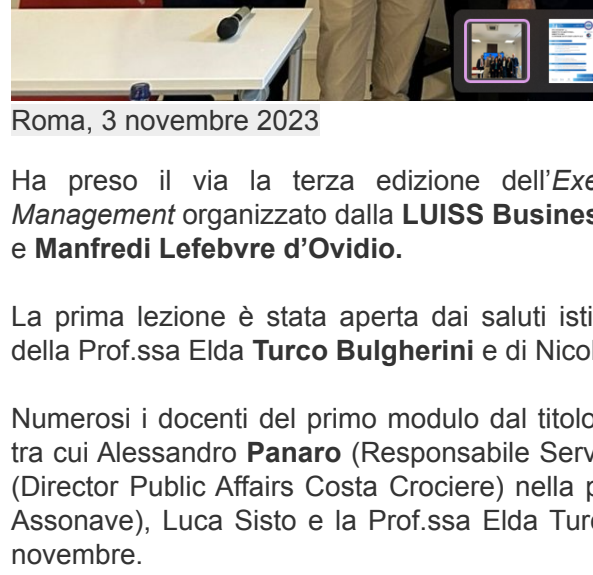 Roma, 3 novembre 2023
Ha preso il via la terza edizione dell’Exe
Management organizzato dalla LUISS Busines
e Manfredi Lefebvre d’Ovidio.
La prima lezione è stata aperta dai saluti isti
della Prof.ssa Elda Turco Bulgherini e di Nicol
Numerosi i docenti del primo modulo dal titolo
tra cui Alessandro Panaro (Responsabile Serv
(Director Public Affairs Costa Crociere) nella p
Assonave), Luca Sisto e la Prof.ssa Elda Turc
novembre.